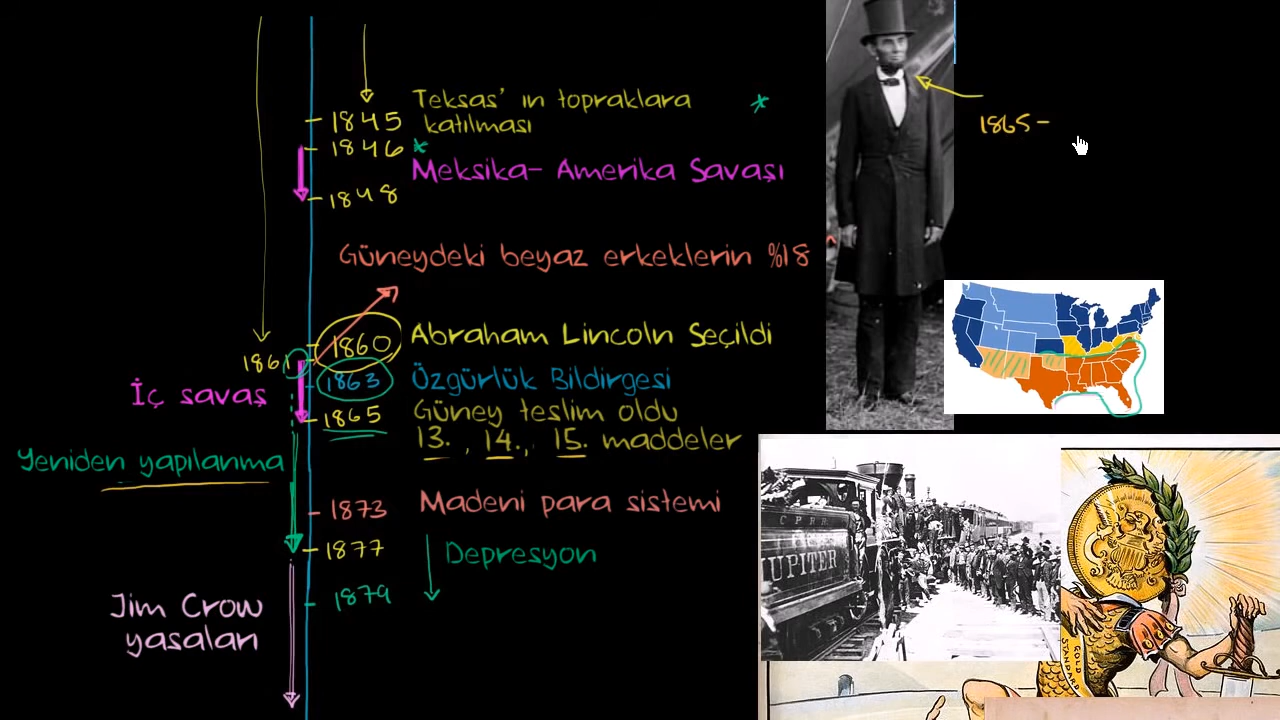 1845
Teksas' ın topraklara
katılması
*
1846 *
Meksika- Amerika Savaşı
1848
1865-
Güneydeki beyaz erkeklerin %18
1860
Abraham Lincoln Seçildi
1861
1863
Özgürlük Bildirgesi
İç savaş
1865
Güney teslim oldu
13. , 14., 15. maddeler
Yeniden yapılanma
1873
Madeni para sistemi
1877
Depresyon
1879
Jim Crow
yasaları
C P R R
JUPITER
GOLD
STANDARD